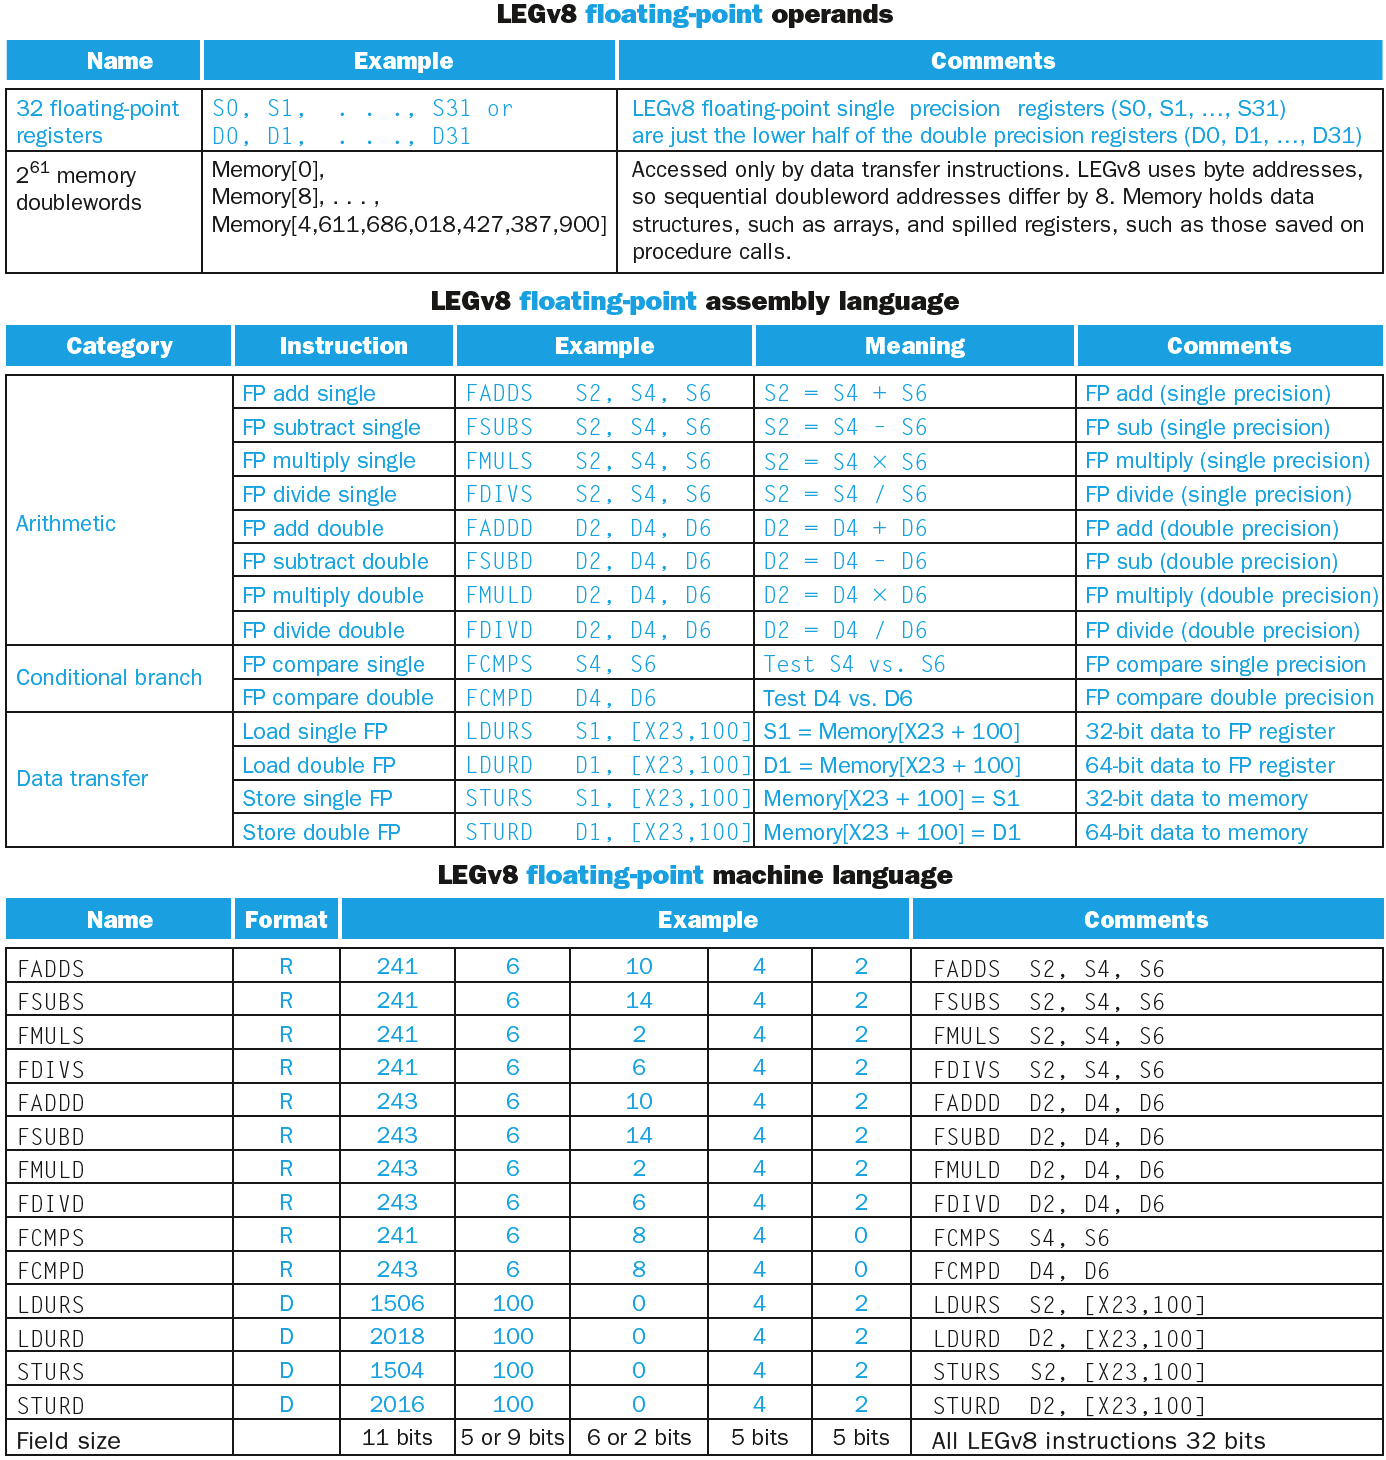 LEGv8 floating-point operands
Name Example Comments
32 floating-point registers S0, S1, . . ., S31 or D0, D1, . . ., D31 LEGv8 floating-point single precision registers (S0, S1, ..., S31) are just the lower half of the double precision registers (D0, D1, ..., D31)
2^61 memory doublewords Memory[0], Memory[8], . . . , Memory[4,611,686,018,427,387,900] Accessed only by data transfer instructions. LEGv8 uses byte addresses, so sequential doubleword addresses differ by 8. Memory holds data structures, such as arrays, and spilled registers, such as those saved on procedure calls.
LEGv8 floating-point assembly language
Category Instruction Example Meaning Comments
Arithmetic
FP add single FADDS S2, S4, S6 S2 = S4 + S6 FP add (single precision)
FP subtract single FSUBS S2, S4, S6 S2 = S4 - S6 FP sub (single precision)
FP multiply single FMULS S2, S4, S6 S2 = S4 × S6 FP multiply (single precision)
FP divide single FDIVS S2, S4, S6 S2 = S4 / S6 FP divide (single precision)
FP add double FADDD D2, D4, D6 D2 = D4 + D6 FP add (double precision)
FP subtract double FSUBD D2, D4, D6 D2 = D4 - D6 FP sub (double precision)
FP multiply double FMULD D2, D4, D6 D2 = D4 × D6 FP multiply (double precision)
FP divide double FDIVD D2, D4, D6 D2 = D4 / D6 FP divide (double precision)
Conditional branch
FP compare single FCMPS S4, S6 Test S4 vs. S6 FP compare single precision
FP compare double FCMPD D4, D6 Test D4 vs. D6 FP compare double precision
Data transfer
Load single FP LDURS S1, [X23,100] S1 = Memory[X23 + 100] 32-bit data to FP register
Load double FP LDURD D1, [X23,100] D1 = Memory[X23 + 100] 64-bit data to FP register
Store single FP STURS S1, [X23,100] Memory[X23 + 100] = S1 32-bit data to memory
Store double FP STURD D1, [X23,100] Memory[X23 + 100] = D1 64-bit data to memory
LEGv8 floating-point machine language
Name Format Example Comments
FADDS R 241 6 10 4 2 FADDS S2, S4, S6
FSUBS R 241 6 14 4 2 FSUBS S2, S4, S6
FMULS R 241 6 2 4 2 FMULS S2, S4, S6
FDIVS R 241 6 6 4 2 FDIVS S2, S4, S6
FADDD R 243 6 10 4 2 FADDD D2, D4, D6
FSUBD R 243 6 14 4 2 FSUBD D2, D4, D6
FMULD R 243 6 2 4 2 FMULD D2, D4, D6
FDIVD R 243 6 6 4 2 FDIVD D2, D4, D6
FCMPS R 241 6 8 4 0 FCMPS S4, S6
FCMPD R 243 6 8 4 0 FCMPD D4, D6
LDURS D 1506 100 0 4 2 LDURS S2, [X23,100]
LDURD D 2018 100 0 4 2 LDURD D2, [X23,100]
STURS D 1504 100 0 4 2 STURS S2, [X23,100]
STURD D 2016 100 0 4 2 STURD D2, [X23,100]
Field size 11 bits 5 or 9 bits 6 or 2 bits 5 bits 5 bits All LEGv8 instructions 32 bits